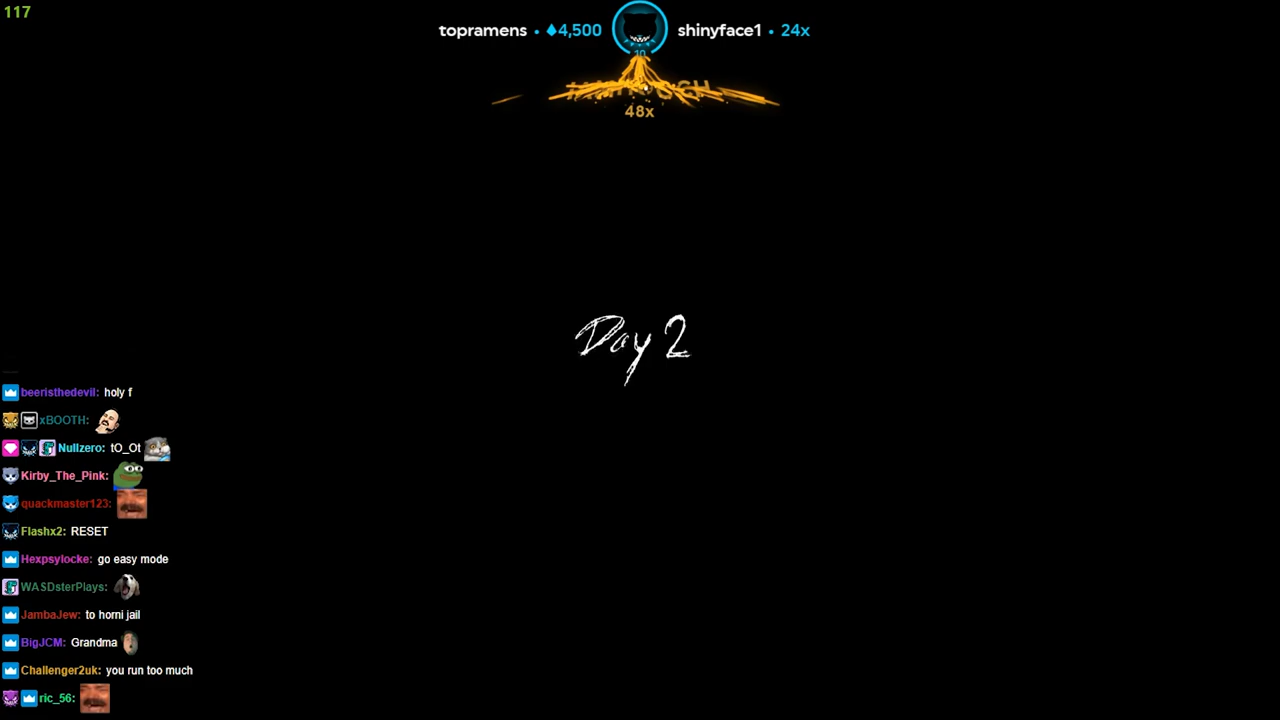 117
topramens • 4,500 shinyface1 • 24x
10
48x
Day 2
beeristhedevil: holy f
xBOOTH:
Nullzero: tO_Ot
Kirby_The_Pink:
quackmaster123:
Flashx2: RESET
Hexpsylocke: go easy mode
WASDsterPlays:
JambaJew: to horni jail
BigJCM: Grandma
Challenger2uk: you run too much
ric_56: